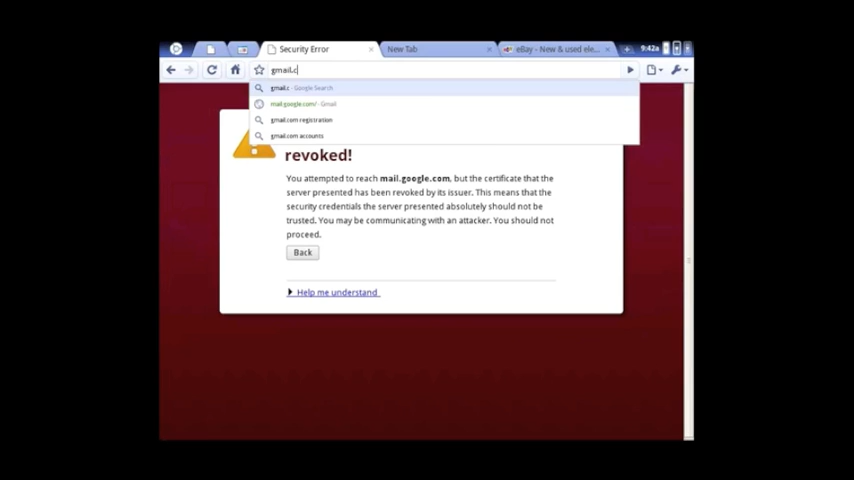 Security Error
New Tab
eBay - New & used ele...
9:42a
gmail.c
gmail.c - Google Search
mail.google.com/ - Gmail
gmail.com registration
gmail.com accounts
revoked!
You attempted to reach mail.google.com, but the certificate that the
server presented has been revoked by its issuer. This means that the
security credentials the server presented absolutely should not be
trusted. You may be communicating with an attacker. You should not
proceed.
Back
Help me understand